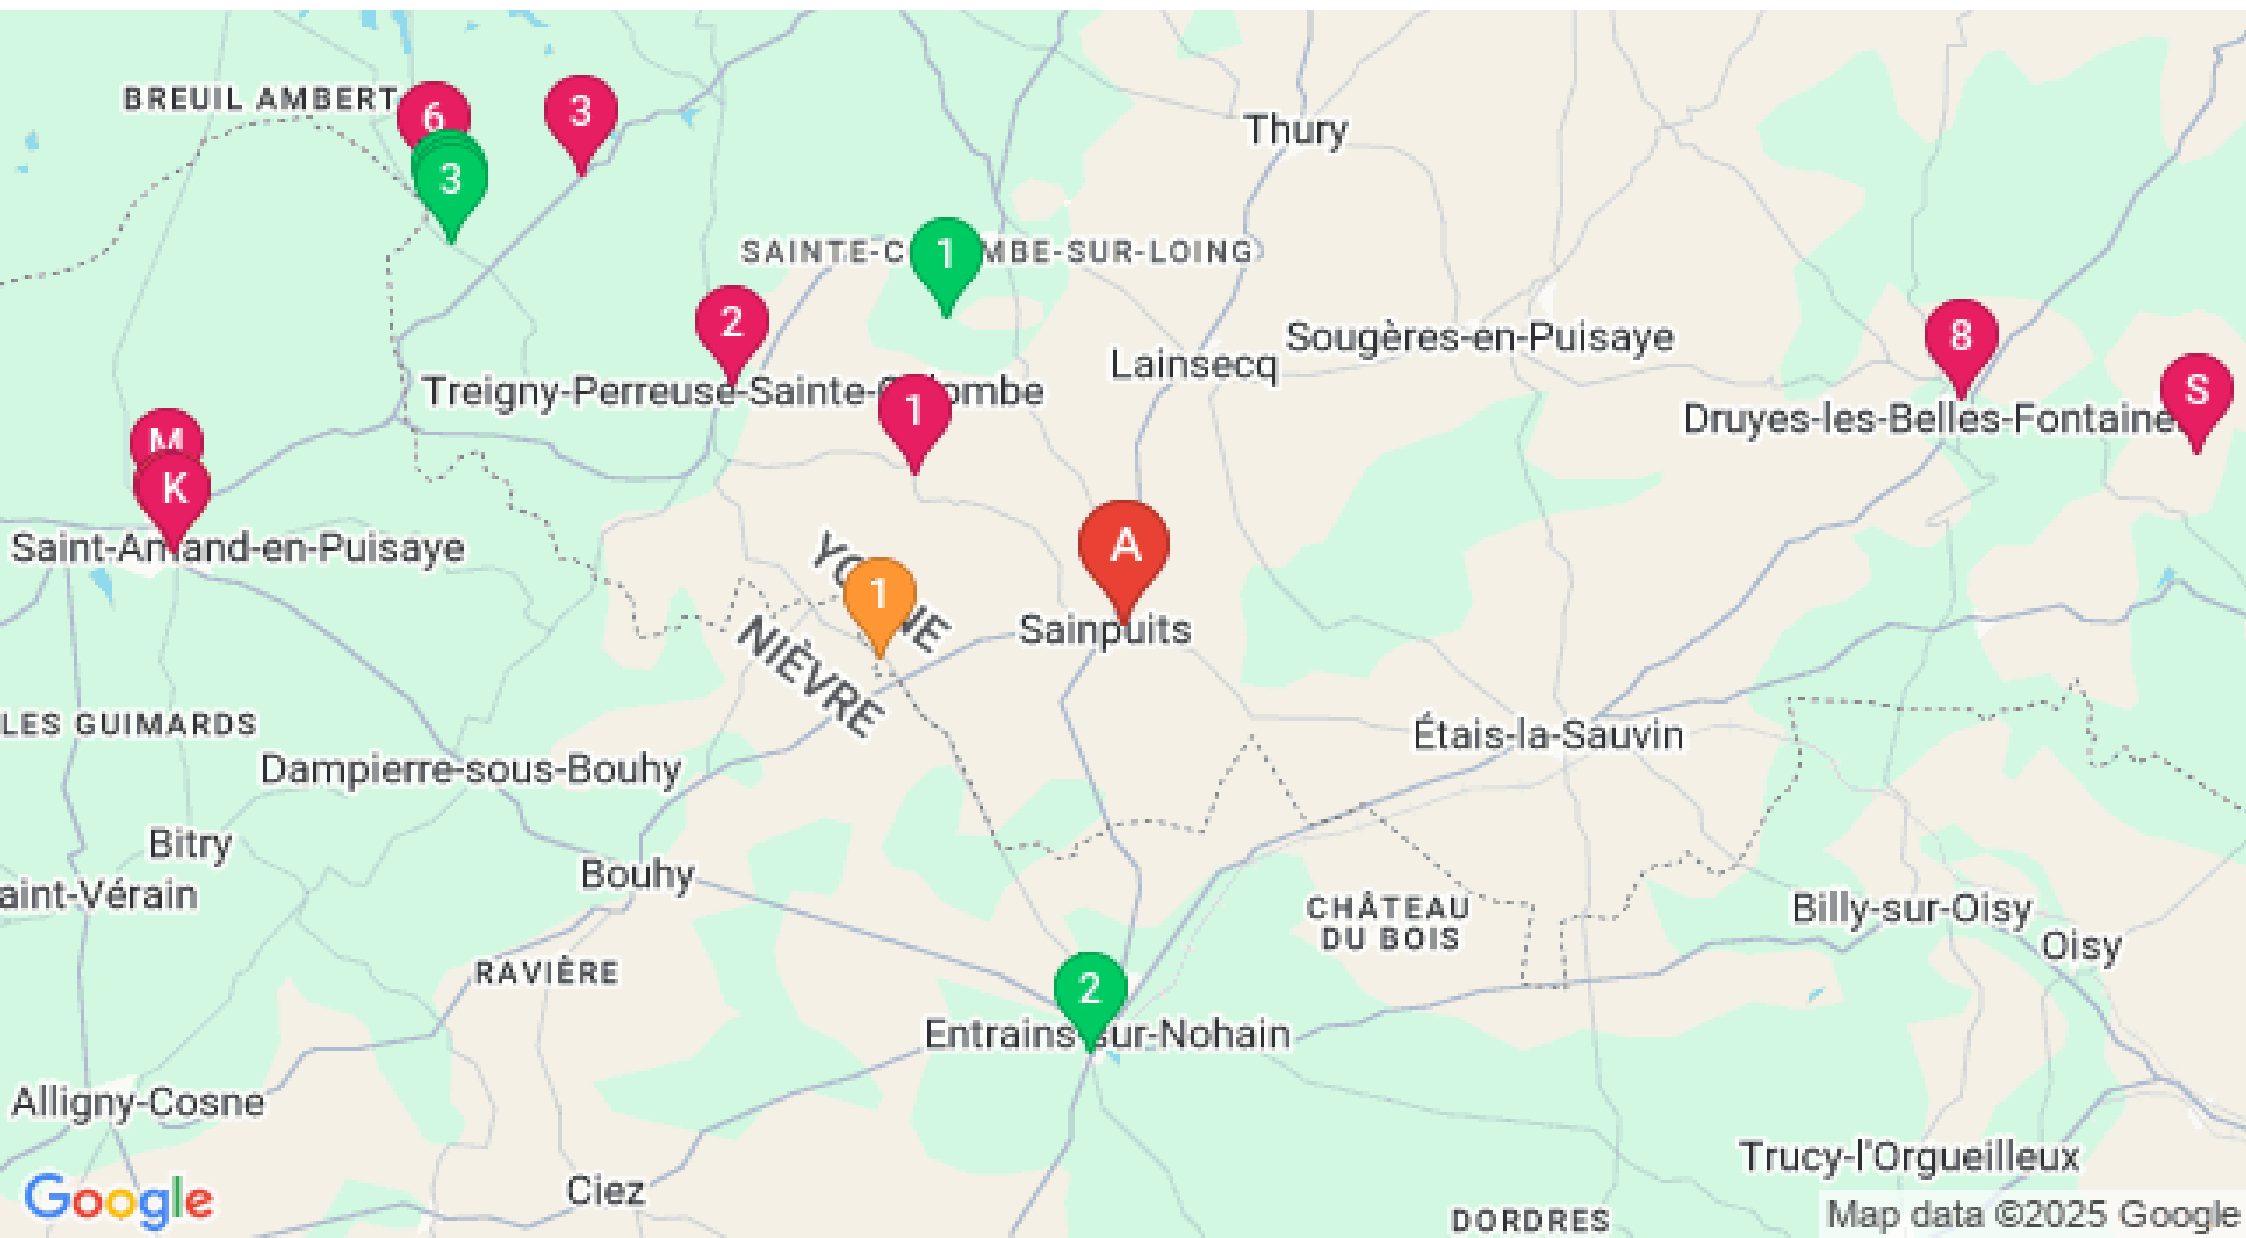 BREUIL AMBERT
6
3
Thury
3
SAINTE-C
1
MBE-SUR-LOING
2
Sougères-en-Puisaye
8
Lainsecq
Treigny-Perreuse-Sainte-
ombe
1
S
Druyes-les-Belles-Fontaine
M
K
A
Saint-Amand-en-Puisaye
1
YONNE
Sainpuits
NIÈVRE
LES GUIMARDS
Étais-la-Sauvin
Dampierre-sous-Bouhy
Bitry
Bouhy
aint-Vérain
CHÂTEAU
DU BOIS
Billy-sur-Oisy
Oisy
RAVIÈRE
2
Entrains-sur-Nohain
Alligny-Cosne
Trucy-l'Orgueilleux
Ciez
Google
DORDRES
Map data ©2025 Google